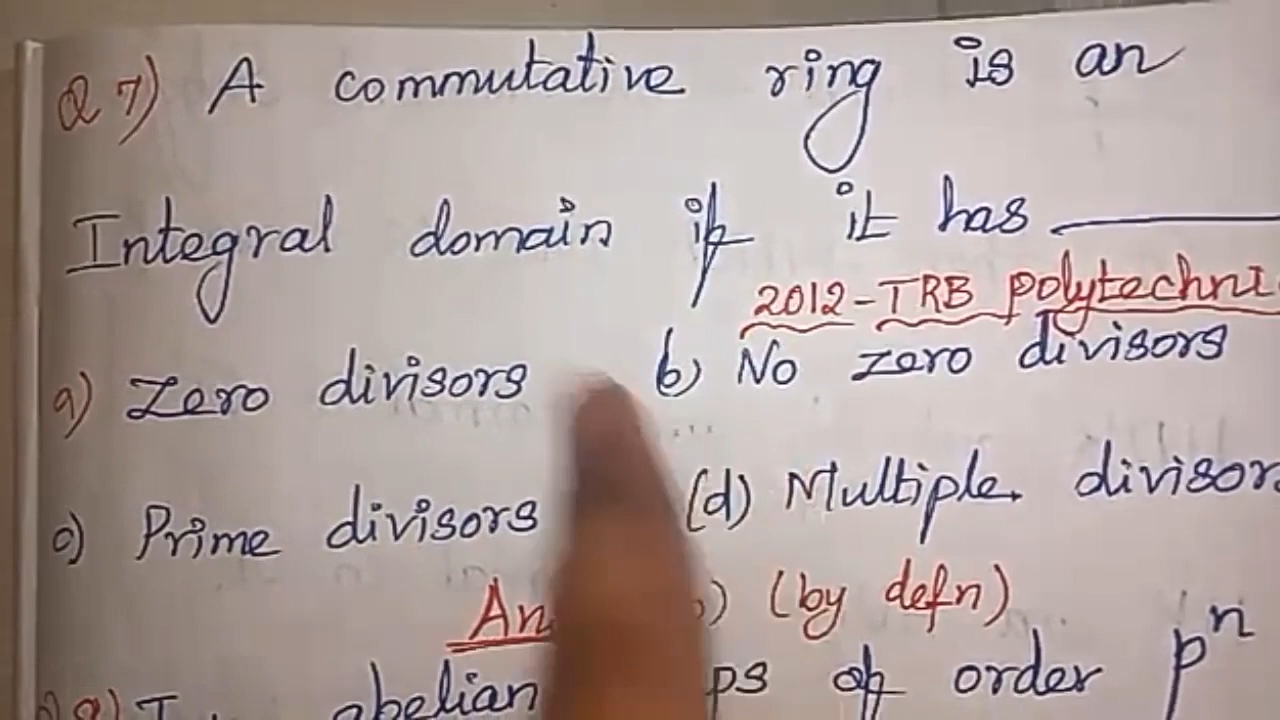 Q 7) A commutative ring is an
Integral domain if it has ______
2012-TRB polytechni
a) Zero divisors b) No zero divisors
c) Prime divisors (d) Multiple divisor
(by defn)
abelian of order pⁿ